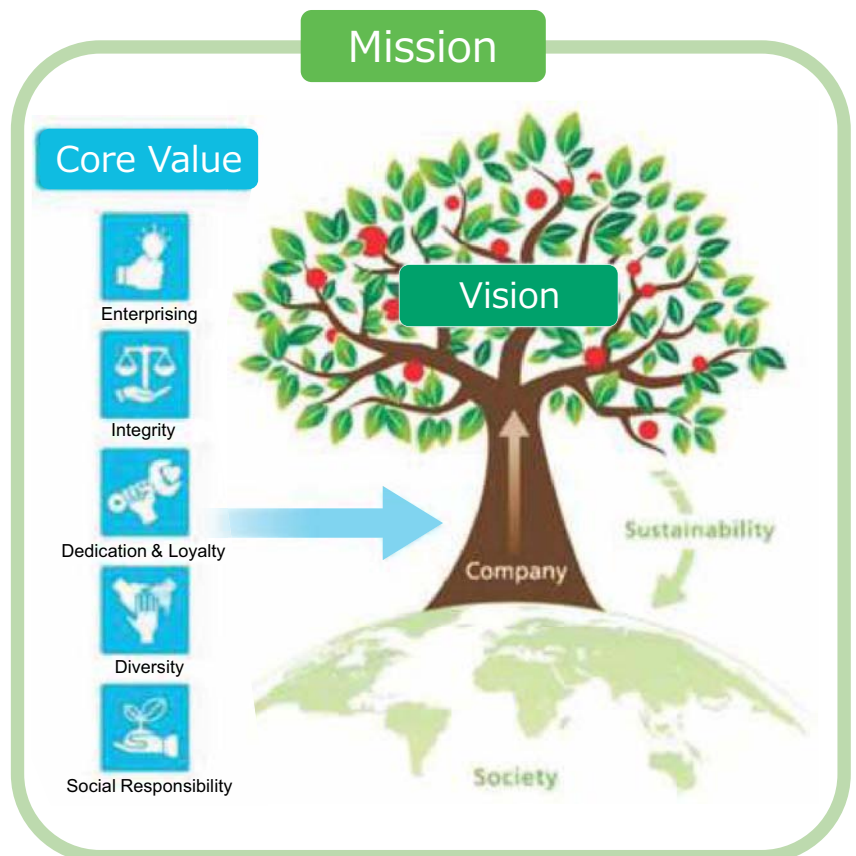 Mission
Core Value
Enterprising
Integrity
Dedication & Loyalty
Diversity
Social Responsibility
Vision
Sustainability
Company
Society